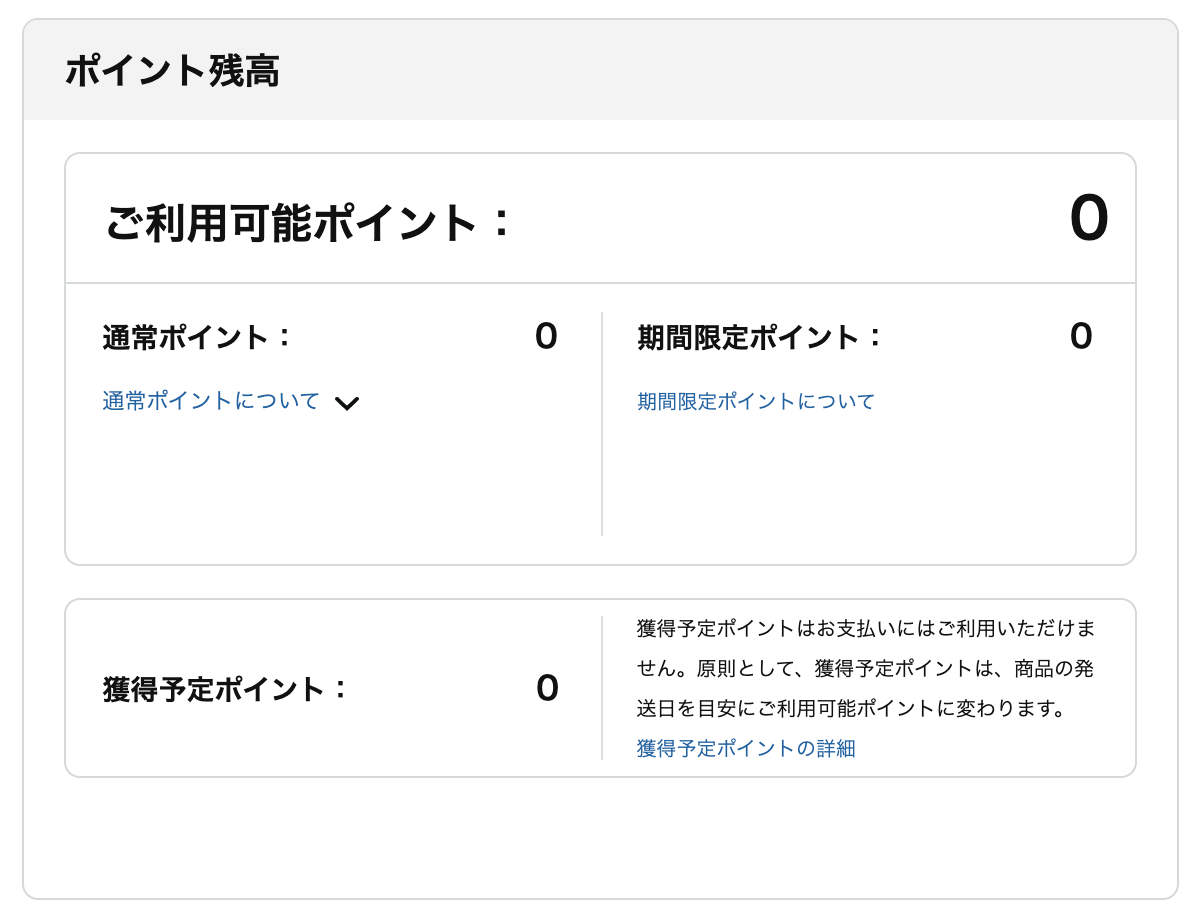 ポイント残高
ご利用可能ポイント： 0
通常ポイント： 0
通常ポイントについて
期間限定ポイント： 0
期間限定ポイントについて
獲得予定ポイント： 0
獲得予定ポイントはお支払いにはご利用いただけま
せん。原則として、獲得予定ポイントは、商品の発
送日を目安にご利用可能ポイントに変わります。
獲得予定ポイントの詳細